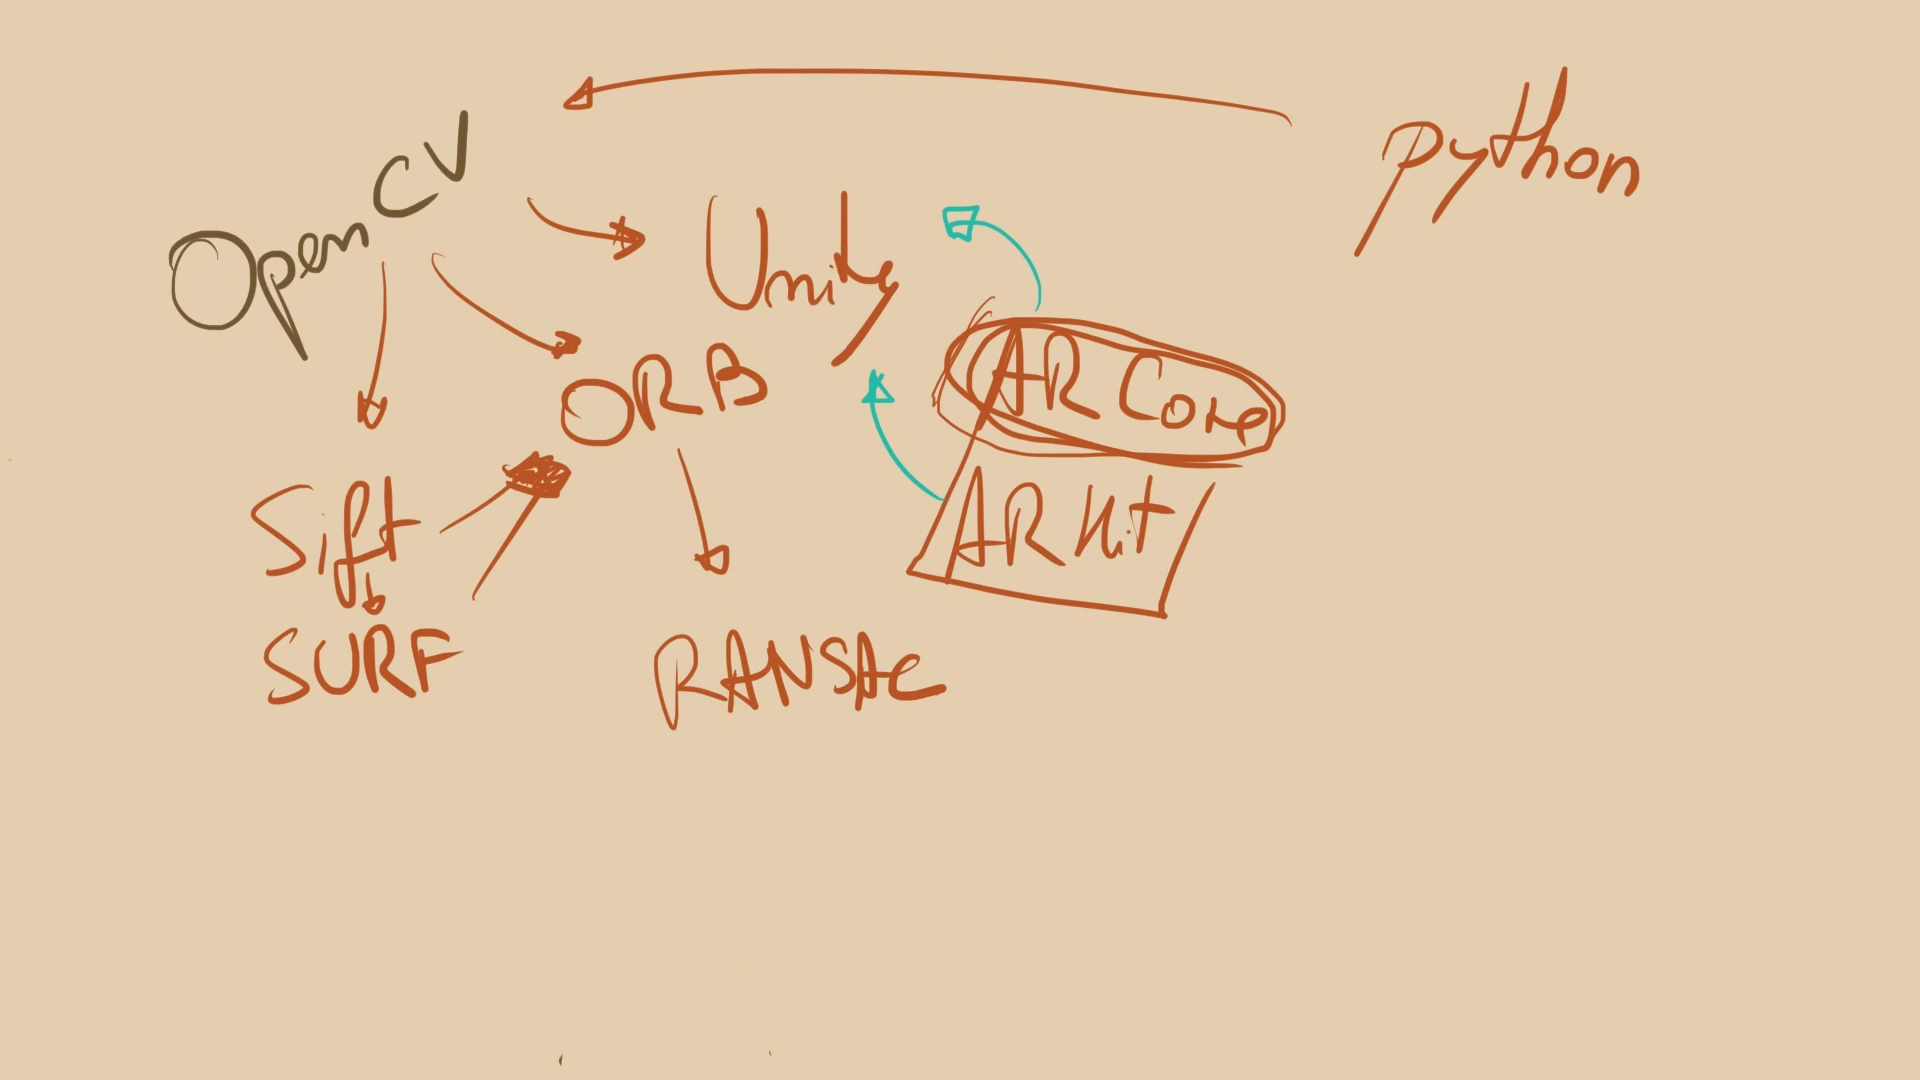 Python
OpenCV
Unity
ORB
AR Core
Sift
AR Kit
SURF
RANSAC